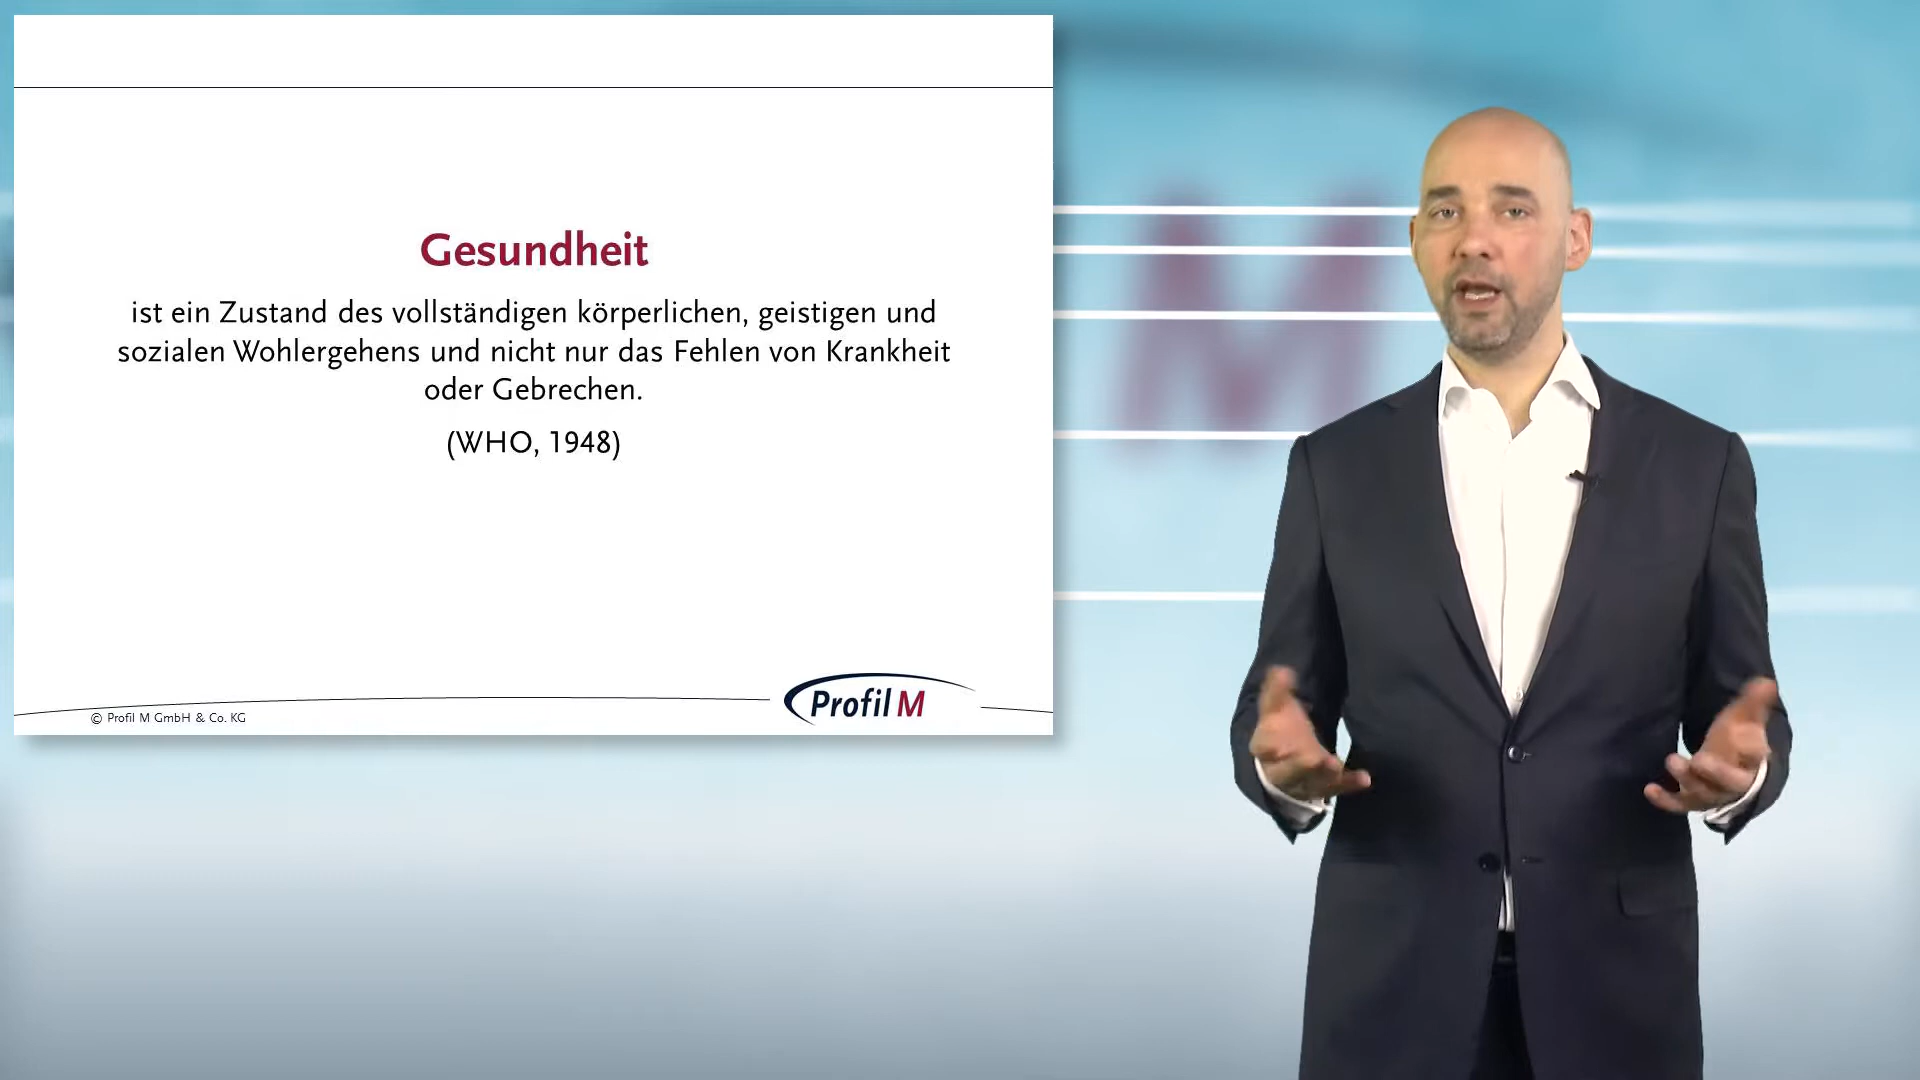 Gesundheit
ist ein Zustand des vollständigen körperlichen, geistigen und
sozialen Wohlergehens und nicht nur das Fehlen von Krankheit
oder Gebrechen.
(WHO, 1948)
© Profil M GmbH & Co. KG
Profil M
M